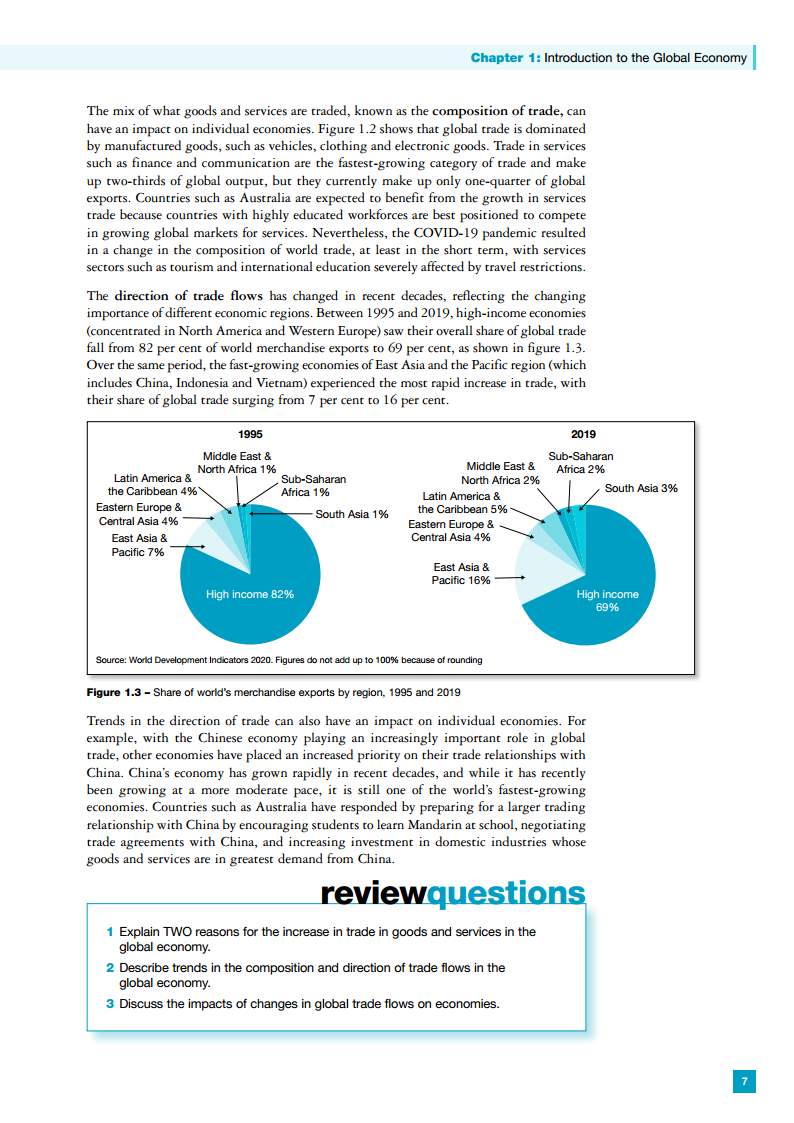 Chapter 1: Introduction to the Global Economy
The mix of what goods and services are traded, known as the composition of trade, can
have an impact on individual economies. Figure 1.2 shows that global trade is dominated
by manufactured goods, such as vehicles, clothing and electronic goods. Trade in services
such as finance and communication are the fastest-growing category of trade and make
up two-thirds of global output, but they currently make up only one-quarter of global
exports. Countries such as Australia are expected to benefit from the growth in services
trade because countries with highly educated workforces are best positioned to compete
in growing global markets for services. Nevertheless, the COVID-19 pandemic resulted
in a change in the composition of world trade, at least in the short term, with services
sectors such as tourism and international education severely affected by travel restrictions.
The direction of trade flows has changed in recent decades, reflecting the changing
importance of different economic regions. Between 1995 and 2019, high-income economies
(concentrated in North America and Western Europe) saw their overall share of global trade
fall from 82 per cent of world merchandise exports to 69 per cent, as shown in figure 1.3.
Over the same period, the fast-growing economies of East Asia and the Pacific region (which
includes China, Indonesia and Vietnam) experienced the most rapid increase in trade, with
their share of global trade surging from 7 per cent to 16 per cent.
1995
Middle East &
North Africa 1%
Latin America &
the Caribbean 4%
Sub-Saharan
Africa 1%
Eastern Europe &
Central Asia 4%
South Asia 1%
East Asia &
Pacific 7%
High income 82%
2019
Sub-Saharan
Africa 2%
Middle East &
North Africa 2%
South Asia 3%
Latin America &
the Caribbean 5%
Eastern Europe &
Central Asia 4%
East Asia &
Pacific 16%
High income
69%
Source: World Development Indicators 2020. Figures do not add up to 100% because of rounding
Figure 1.3 – Share of world's merchandise exports by region, 1995 and 2019
Trends in the direction of trade can also have an impact on individual economies. For
example, with the Chinese economy playing an increasingly important role in global
trade, other economies have placed an increased priority on their trade relationships with
China. China's economy has grown rapidly in recent decades, and while it has recently
been growing at a more moderate pace, it is still one of the world's fastest-growing
economies. Countries such as Australia have responded by preparing for a larger trading
relationship with China by encouraging students to learn Mandarin at school, negotiating
trade agreements with China, and increasing investment in domestic industries whose
goods and services are in greatest demand from China.
reviewquestions
1 Explain TWO reasons for the increase in trade in goods and services in the
global economy.
2 Describe trends in the composition and direction of trade flows in the
global economy.
3 Discuss the impacts of changes in global trade flows on economies.
7